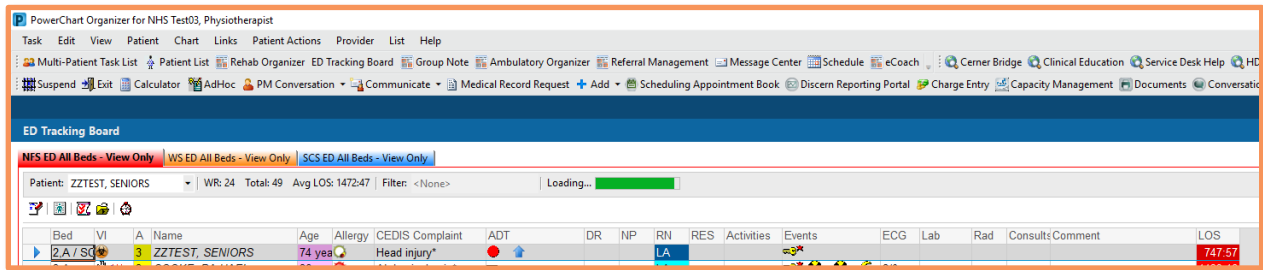 PowerChart Organizer for NHS Test03, Physiotherapist
Task Edit View Patient Chart Links Patient Actions Provider List Help
Multi-Patient Task List Patient List Rehab Organizer ED Tracking Board Group Note Ambulatory Organizer Referral Management Message Center Schedule eCoach Cerner Bridge Clinical Education Service Desk Help HD
Suspend Exit Calculator AdHoc PM Conversation Communicate Medical Record Request Add Scheduling Appointment Book Discern Reporting Portal Charge Entry Capacity Management Documents Conversatio
ED Tracking Board
NFS ED All Beds - View Only WS ED All Beds - View Only SCS ED All Beds - View Only
Patient: ZZTEST, SENIORS WR: 24 Total: 49 Avg LOS: 1472:47 Filter: <None> Loading...
Bed VI A Name Age Allergy CEDIS Complaint ADT DR NP RN RES Activities Events ECG Lab Rad Consults Comment LOS
2.A / SC 3 ZZTEST, SENIORS 74 yea Head injury* LA 747:57